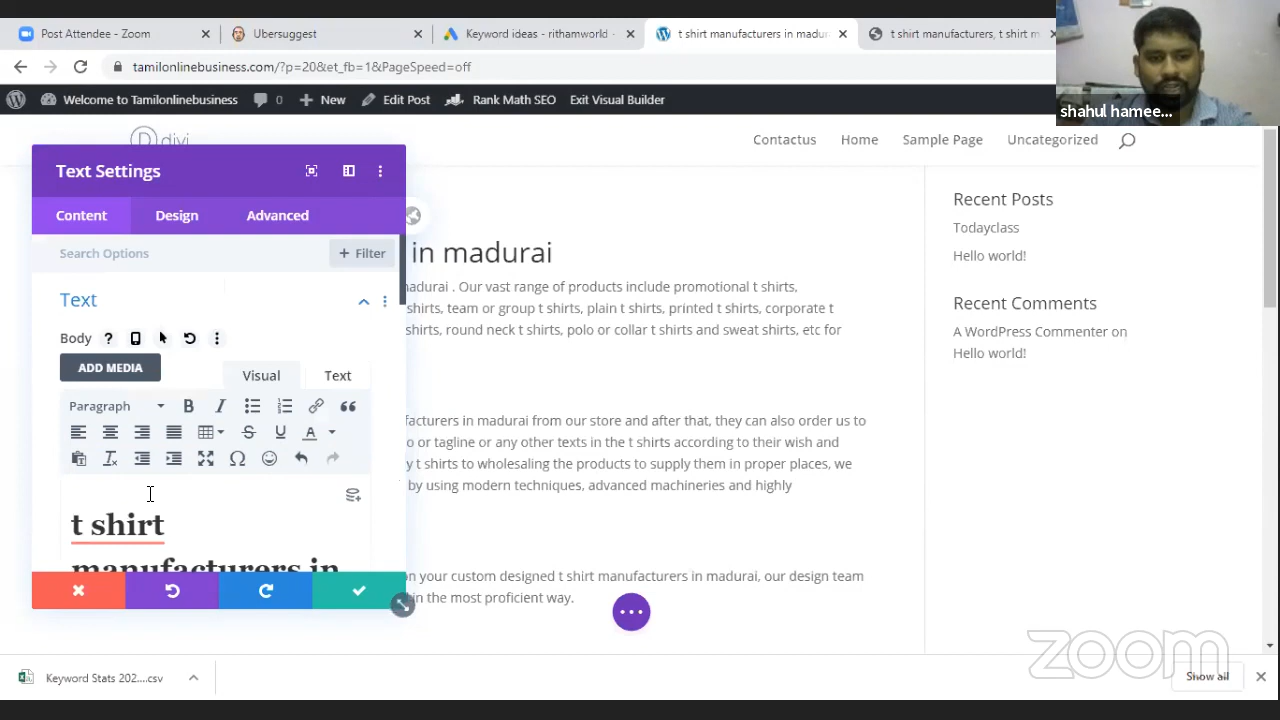 Post Attendee - Zoom
Ubersuggest
Keyword ideas - rithamworld -
t shirt manufacturers in madura
t shirt manufacturers, t shirt m
tamilonlinebusiness.com/?p=20&et_fb=1&PageSpeed=off
Welcome to Tamilonlinebusiness
0
New
Edit Post
Rank Math SEO
Exit Visual Builder
shahul hamee...
divi
Contactus
Home
Sample Page
Uncategorized
Text Settings
Content
Design
Advanced
Search Options
+ Filter
Text
Body
ADD MEDIA
Visual
Text
Paragraph
t shirt
manufacturers in
in madurai
madurai . Our vast range of products include promotional t shirts,
shirts, team or group t shirts, plain t shirts, printed t shirts, corporate t
shirts, round neck t shirts, polo or collar t shirts and sweat shirts, etc for
facturers in madurai from our store and after that, they can also order us to
o or tagline or any other texts in the t shirts according to their wish and
y t shirts to wholesaling the products to supply them in proper places, we
by using modern techniques, advanced machineries and highly
on your custom designed t shirt manufacturers in madurai, our design team
in the most proficient way.
Recent Posts
Todayclass
Hello world!
Recent Comments
A WordPress Commenter on
Hello world!
zoom
Keyword Stats 202....csv
Show all